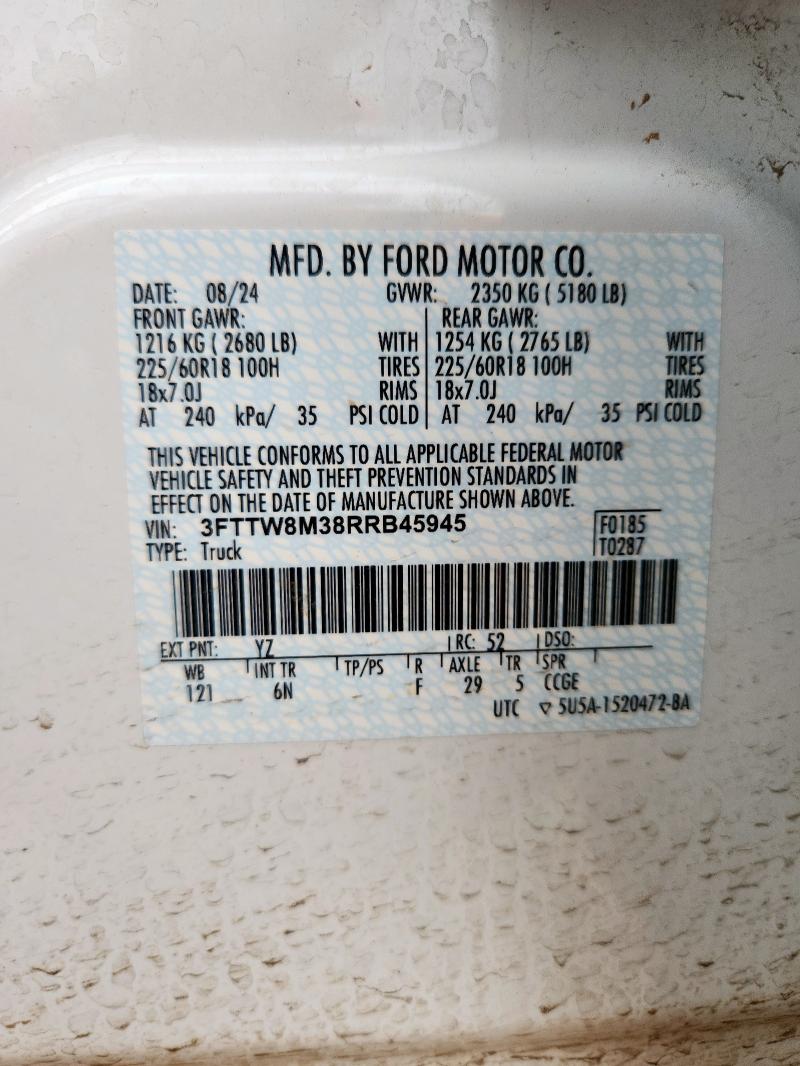 MFD. BY FORD MOTOR CO.
DATE: 08/24 GVWR: 2350 KG ( 5180 LB)
FRONT GAWR: REAR GAWR:
1216 KG ( 2680 LB) WITH 1254 KG ( 2765 LB) WITH
225/60R18 100H TIRES 225/60R18 100H TIRES
18x7.0J RIMS 18x7.0J RIMS
AT 240 kPa/ 35 PSI COLD AT 240 kPa/ 35 PSI COLD
THIS VEHICLE CONFORMS TO ALL APPLICABLE FEDERAL MOTOR
VEHICLE SAFETY AND THEFT PREVENTION STANDARDS IN
EFFECT ON THE DATE OF MANUFACTURE SHOWN ABOVE.
VIN: 3FTTW8M38RRB45945 F0185
TYPE: Truck T0287
EXT PNT: YZ RC: 52 DSO:
WB INT TR TP/PS R AXLE TR SPR
121 6N F 29 5 CCGE
UTC ▽ 5U5A-1520472-BA